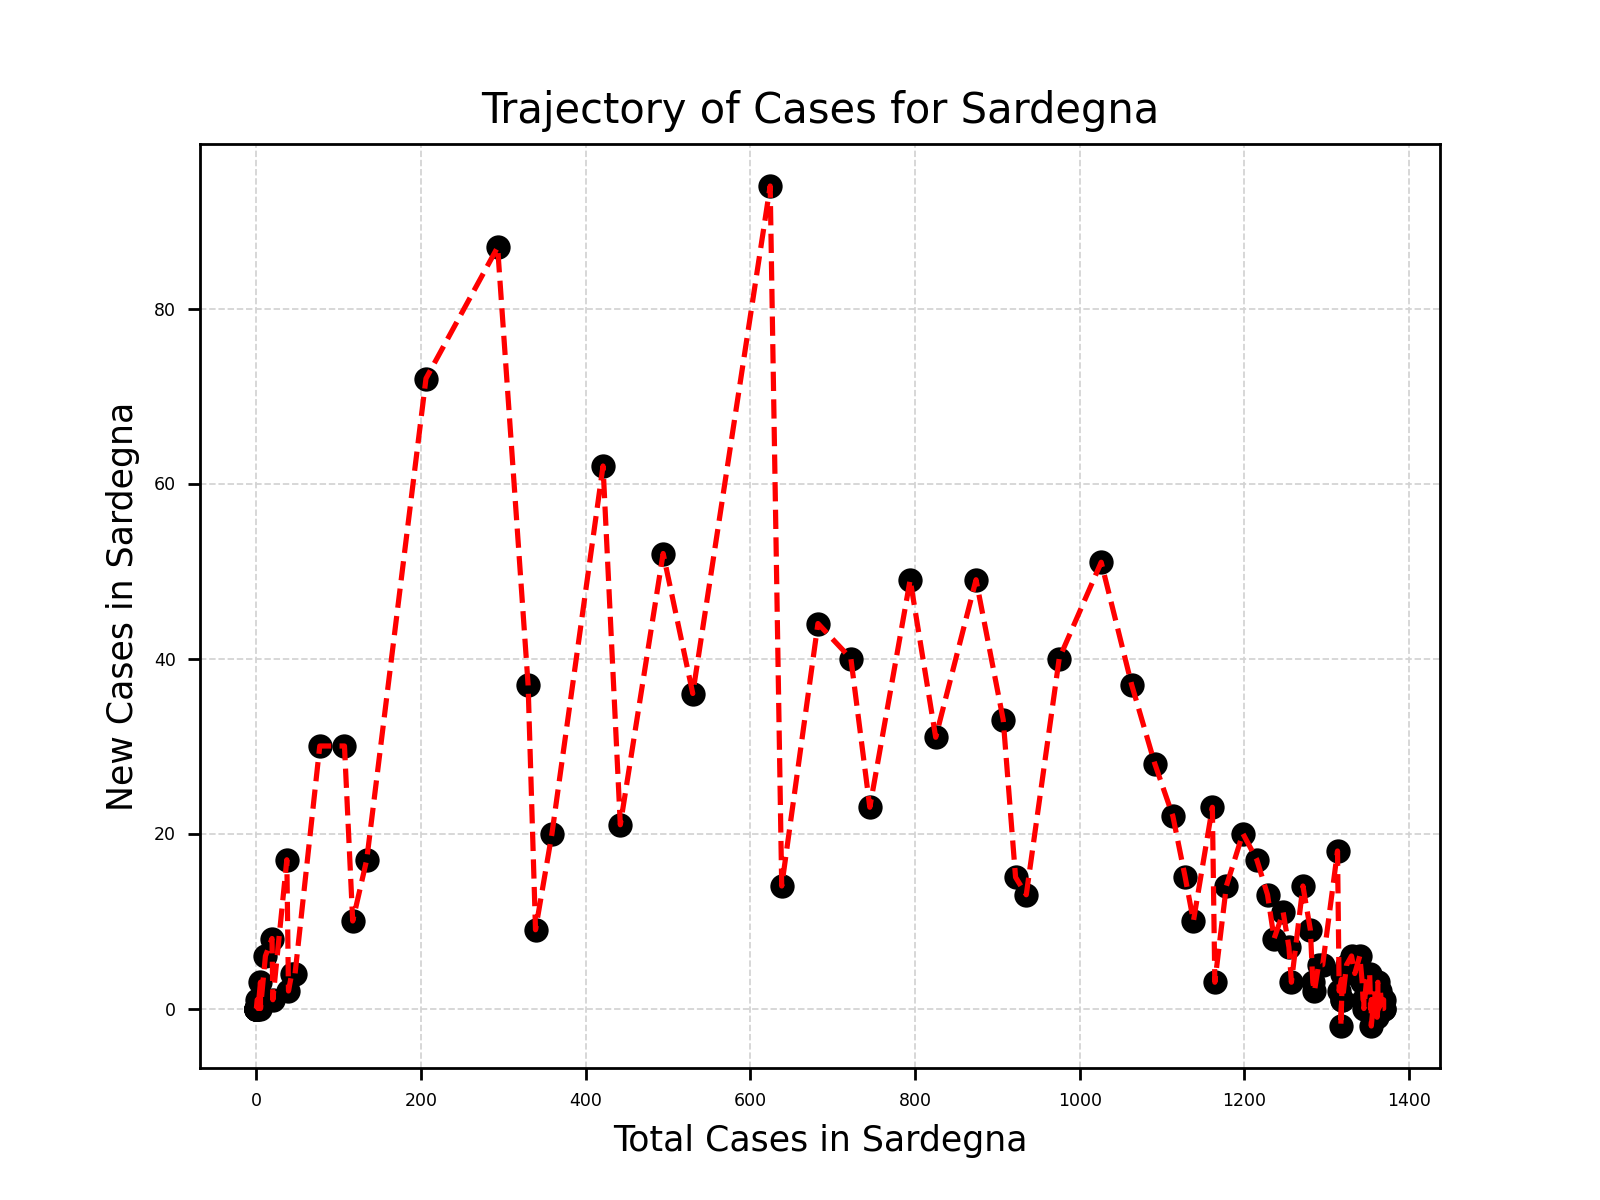 Trajectory of Cases for Sardegna
New Cases in Sardegna
80
60
40
20
0
0 200 400 600 800 1000 1200 1400
Total Cases in Sardegna